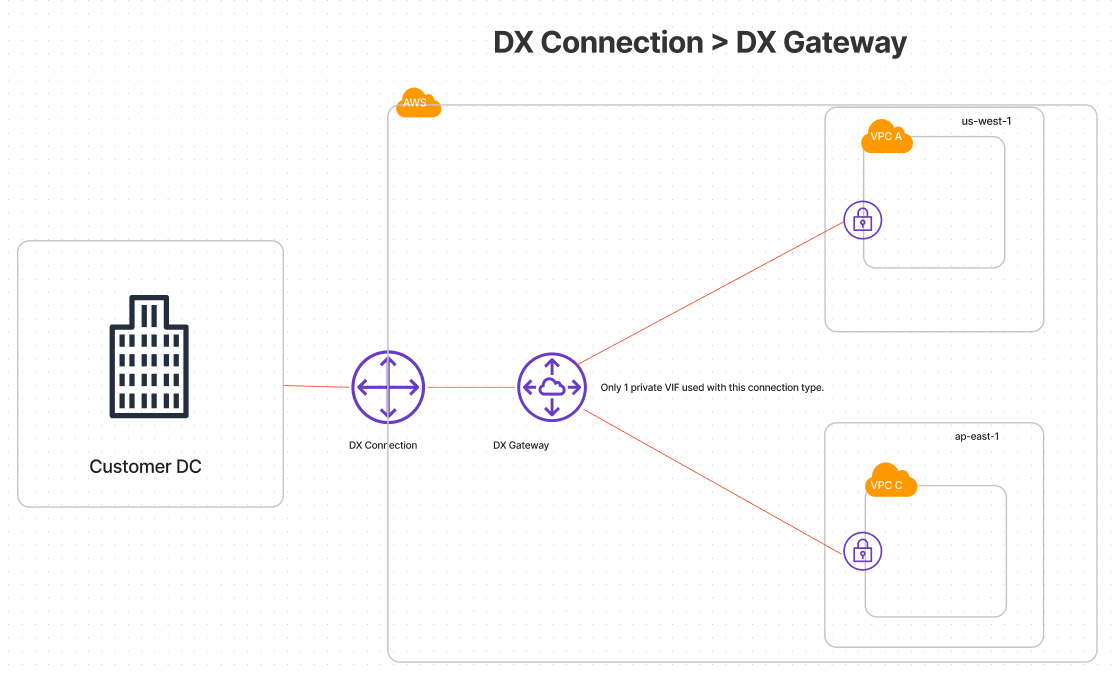 DX Connection > DX Gateway
AWS
us-west-1
VPC A
Customer DC
DX Connection
DX Gateway
Only 1 private VIF used with this connection type.
ap-east-1
VPC C